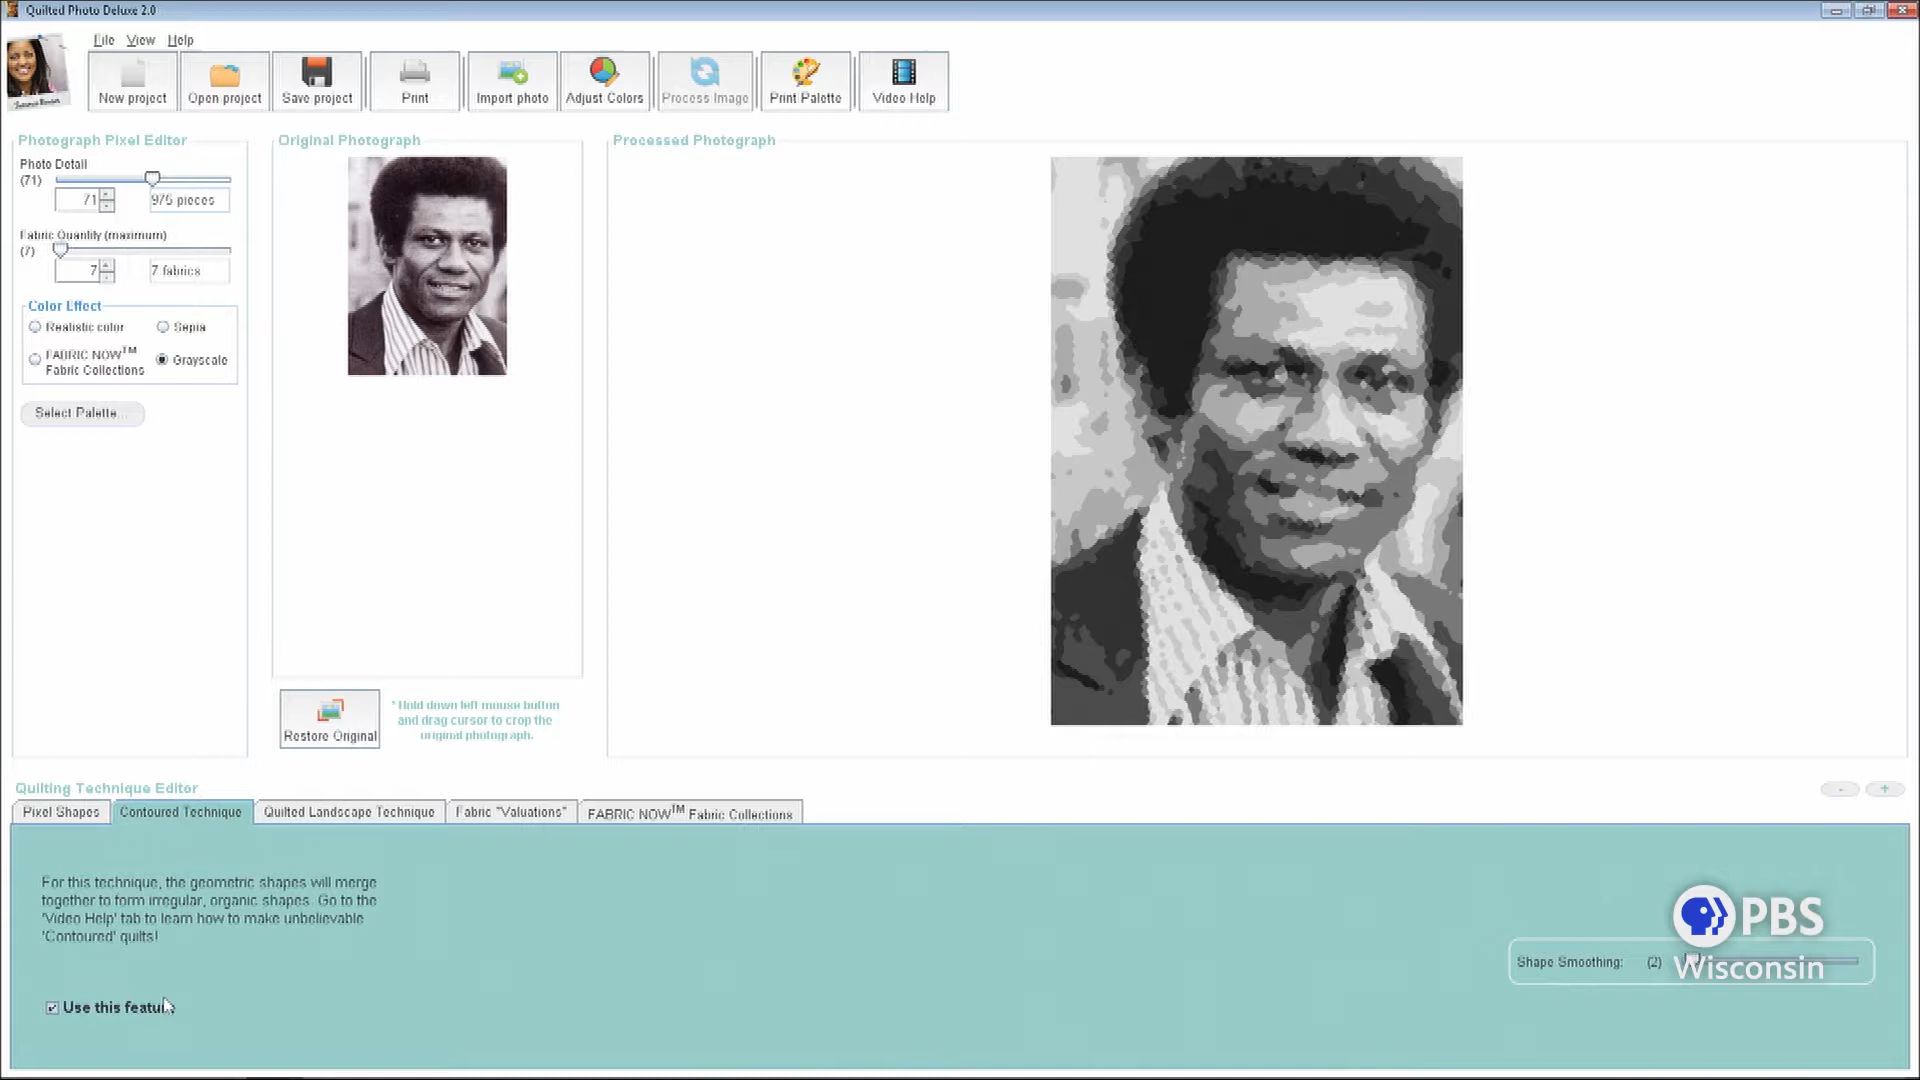 Quilted Photo Deluxe 2.0
File View Help
New project Open project Save project Print Import photo Adjust Colors Process Image Print Palette Video Help
Photograph Pixel Editor
Photo Detail
(71)
71 975 pieces
Fabric Quantity (maximum)
(7)
7 7 fabrics
Color Effect
Realistic color Sepia
FABRIC NOW™
Fabric Collections Grayscale
Select Palette...
Original Photograph
Restore Original
* Hold down left mouse button
and drag cursor to crop the
original photograph.
Processed Photograph
Quilting Technique Editor
- +
Pixel Shapes Contoured Technique Quilted Landscape Technique Fabric "Valuations" FABRIC NOW™ Fabric Collections
For this technique, the geometric shapes will merge
together to form irregular, organic shapes. Go to the
'Video Help' tab to learn how to make unbelievable
'Contoured' quilts!
Use this feature
Shape Smoothing: (2)
PBS
Wisconsin